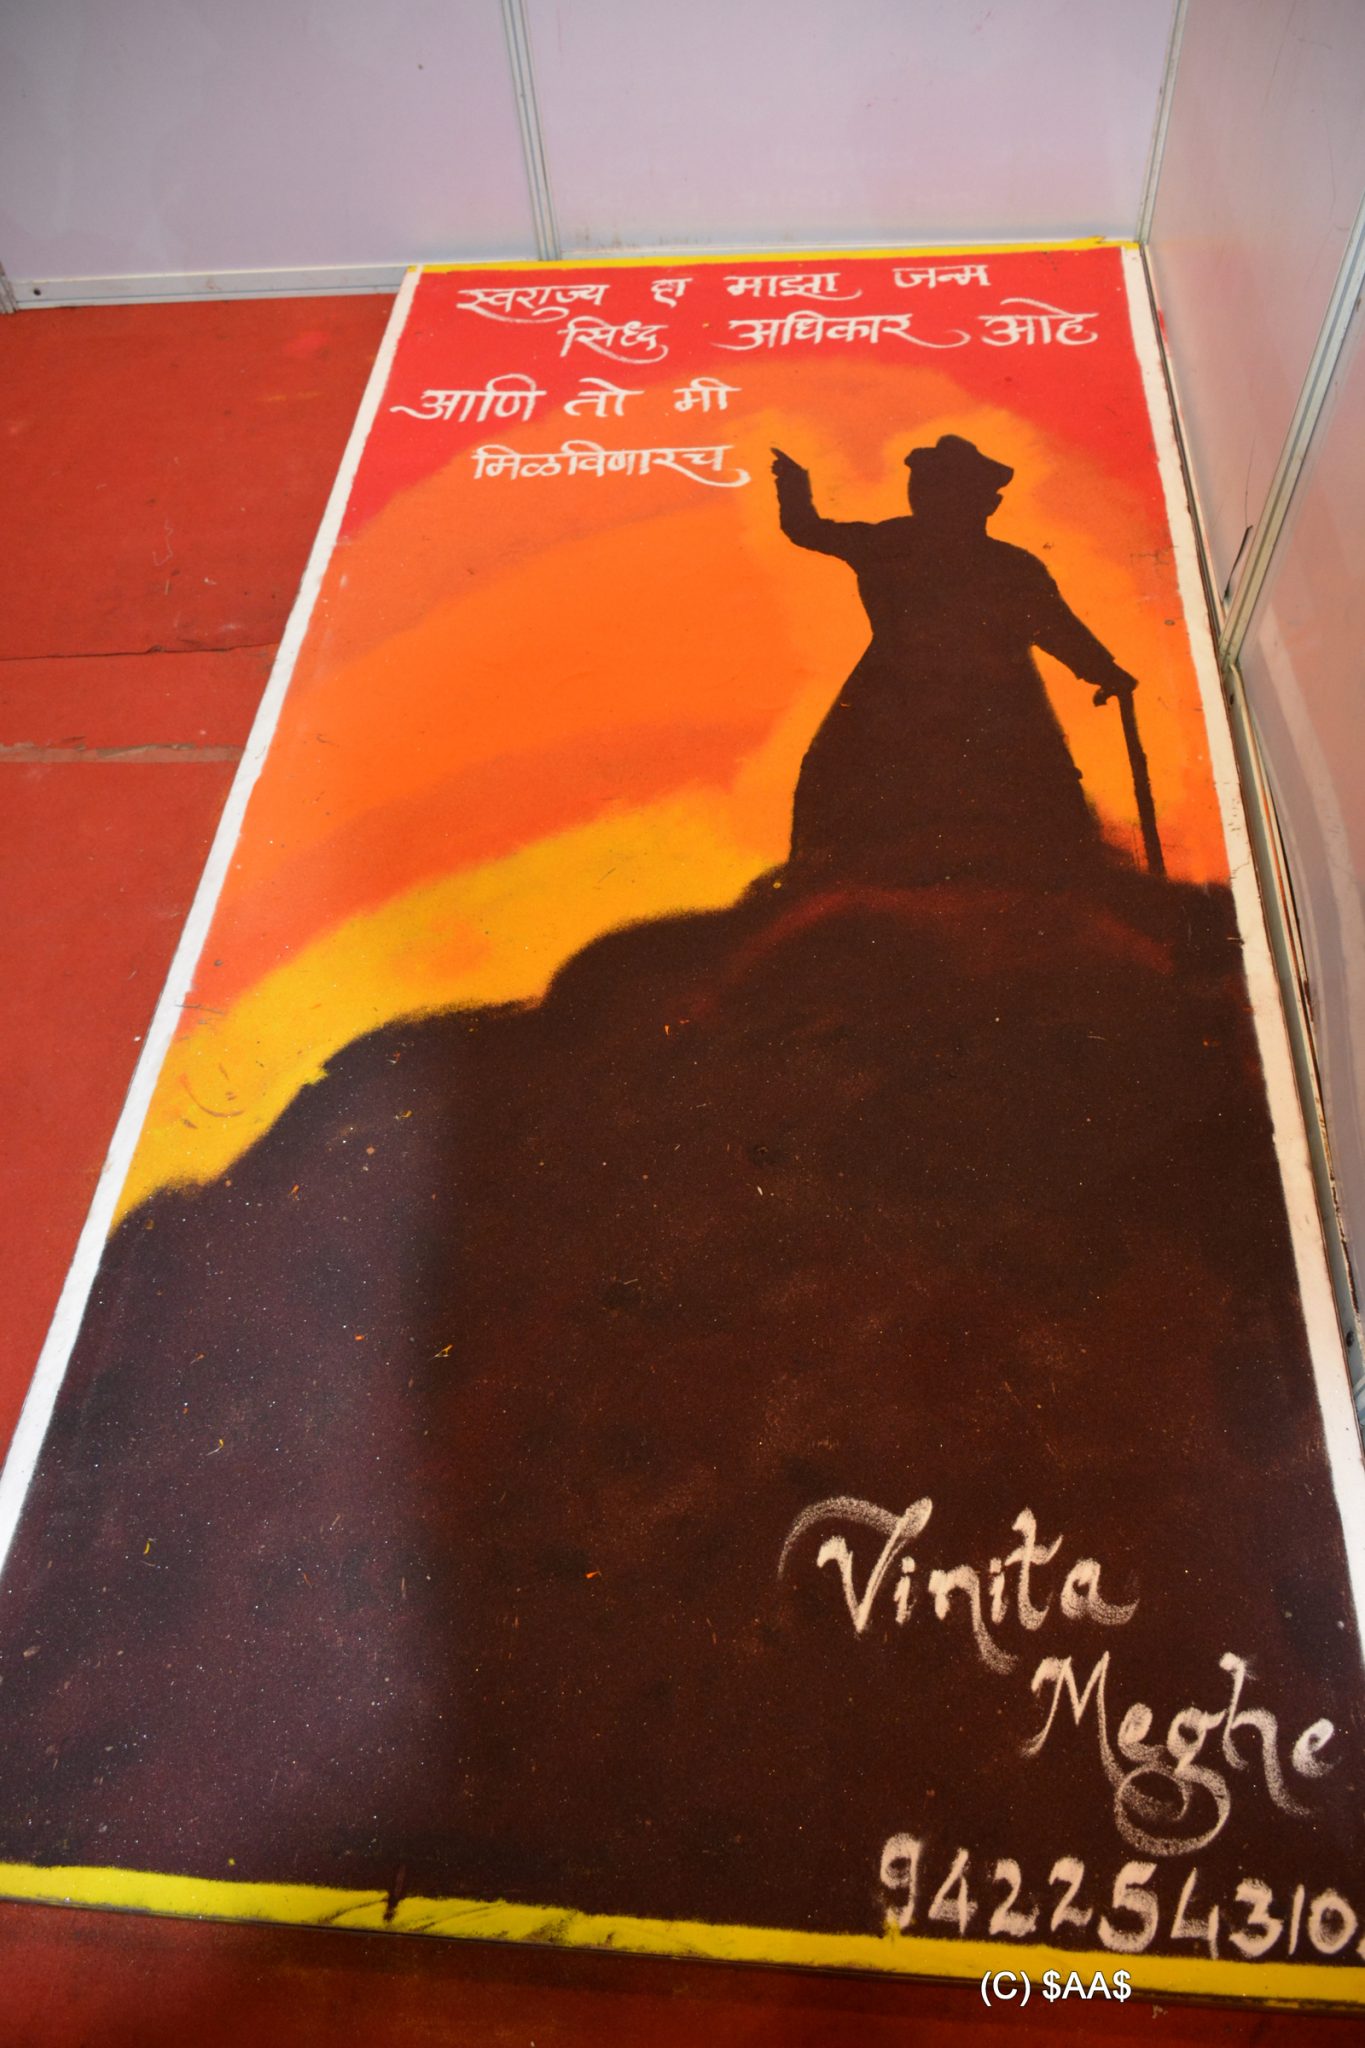 स्वराज्य हा माझा जन्म
सिध्द अधिकार आहे
आणि तो मी
मिळविणारच
Vinita
Meghe
942254310
(C) $AA$